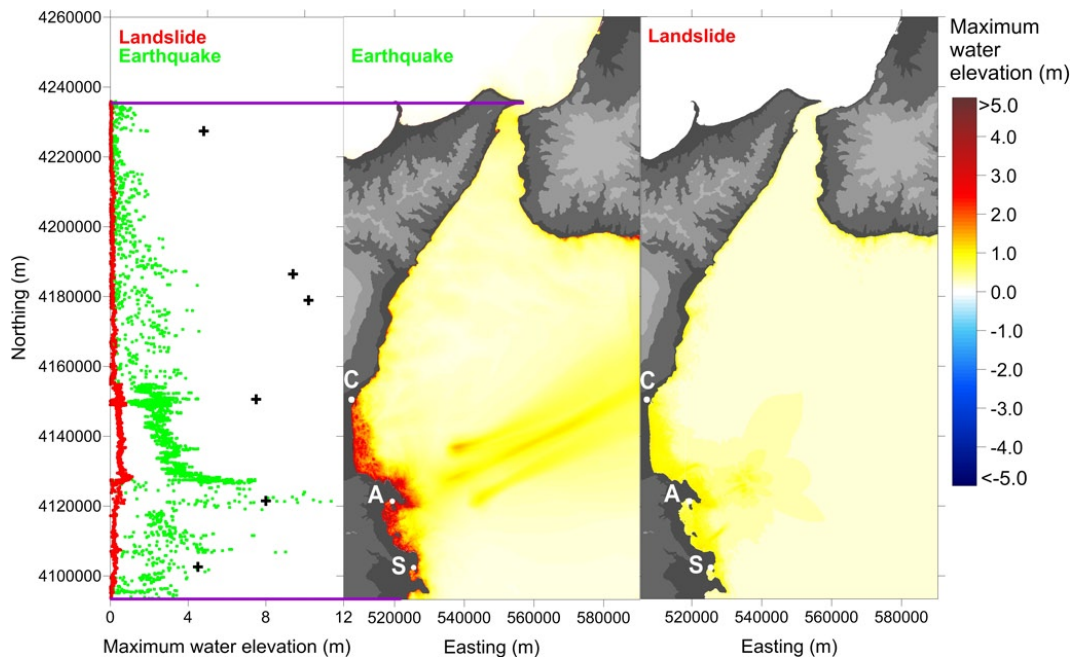 Landslide
Earthquake
Earthquake
Landslide
Maximum
water
elevation (m)
4260000
4240000
4220000
4200000
4180000
4160000
4140000
4120000
4100000
Northing (m)
>5.0
4.0
3.0
2.0
1.0
0.0
-1.0
-2.0
-3.0
-4.0
<-5.0
C
A
S
C
A
S
0 4 8 12
520000 540000 560000 580000
520000 540000 560000 580000
Maximum water elevation (m)
Easting (m)
Easting (m)